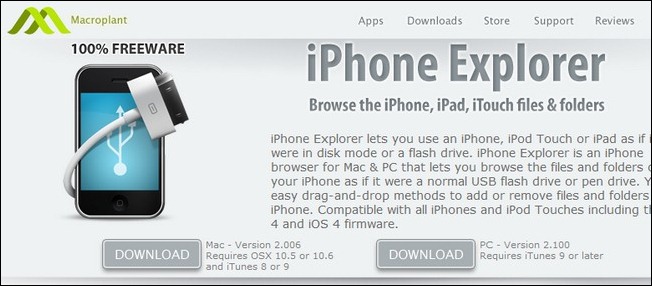 Macroplant
Apps Downloads Store Support Reviews
100% FREEWARE
iPhone Explorer
Browse the iPhone, iPad, iTouch files & folders
iPhone Explorer lets you use an iPhone, iPod Touch or iPad as if i
were in disk mode or a flash drive. iPhone Explorer is an iPhone
browser for Mac & PC that lets you browse the files and folders o
your iPhone as if it were a normal USB flash drive or pen drive. Y
easy drag-and-drop methods to add or remove files and folders
iPhone. Compatible with all iPhones and iPod Touches including th
4 and iOS 4 firmware.
DOWNLOAD
Mac - Version 2.006
Requires OSX 10.5 or 10.6
and iTunes 8 or 9
DOWNLOAD
PC - Version 2.100
Requires iTunes 9 or later